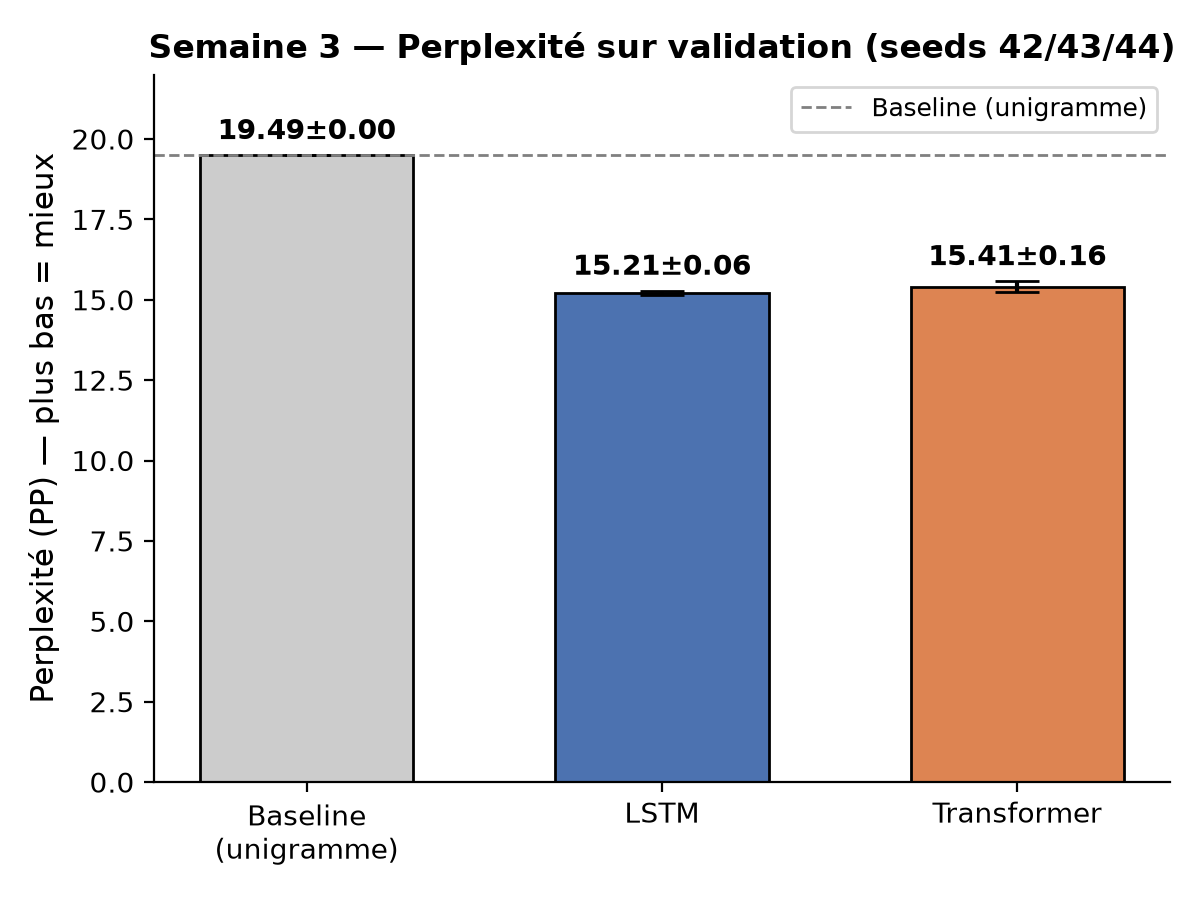 Semaine 3 — Perplexité sur validation (seeds 42/43/44)
Baseline (unigramme)
Perplexité (PP) — plus bas = mieux
20.0
17.5
15.0
12.5
10.0
7.5
5.0
2.5
0.0
19.49±0.00
15.21±0.06
15.41±0.16
Baseline
(unigramme)
LSTM
Transformer